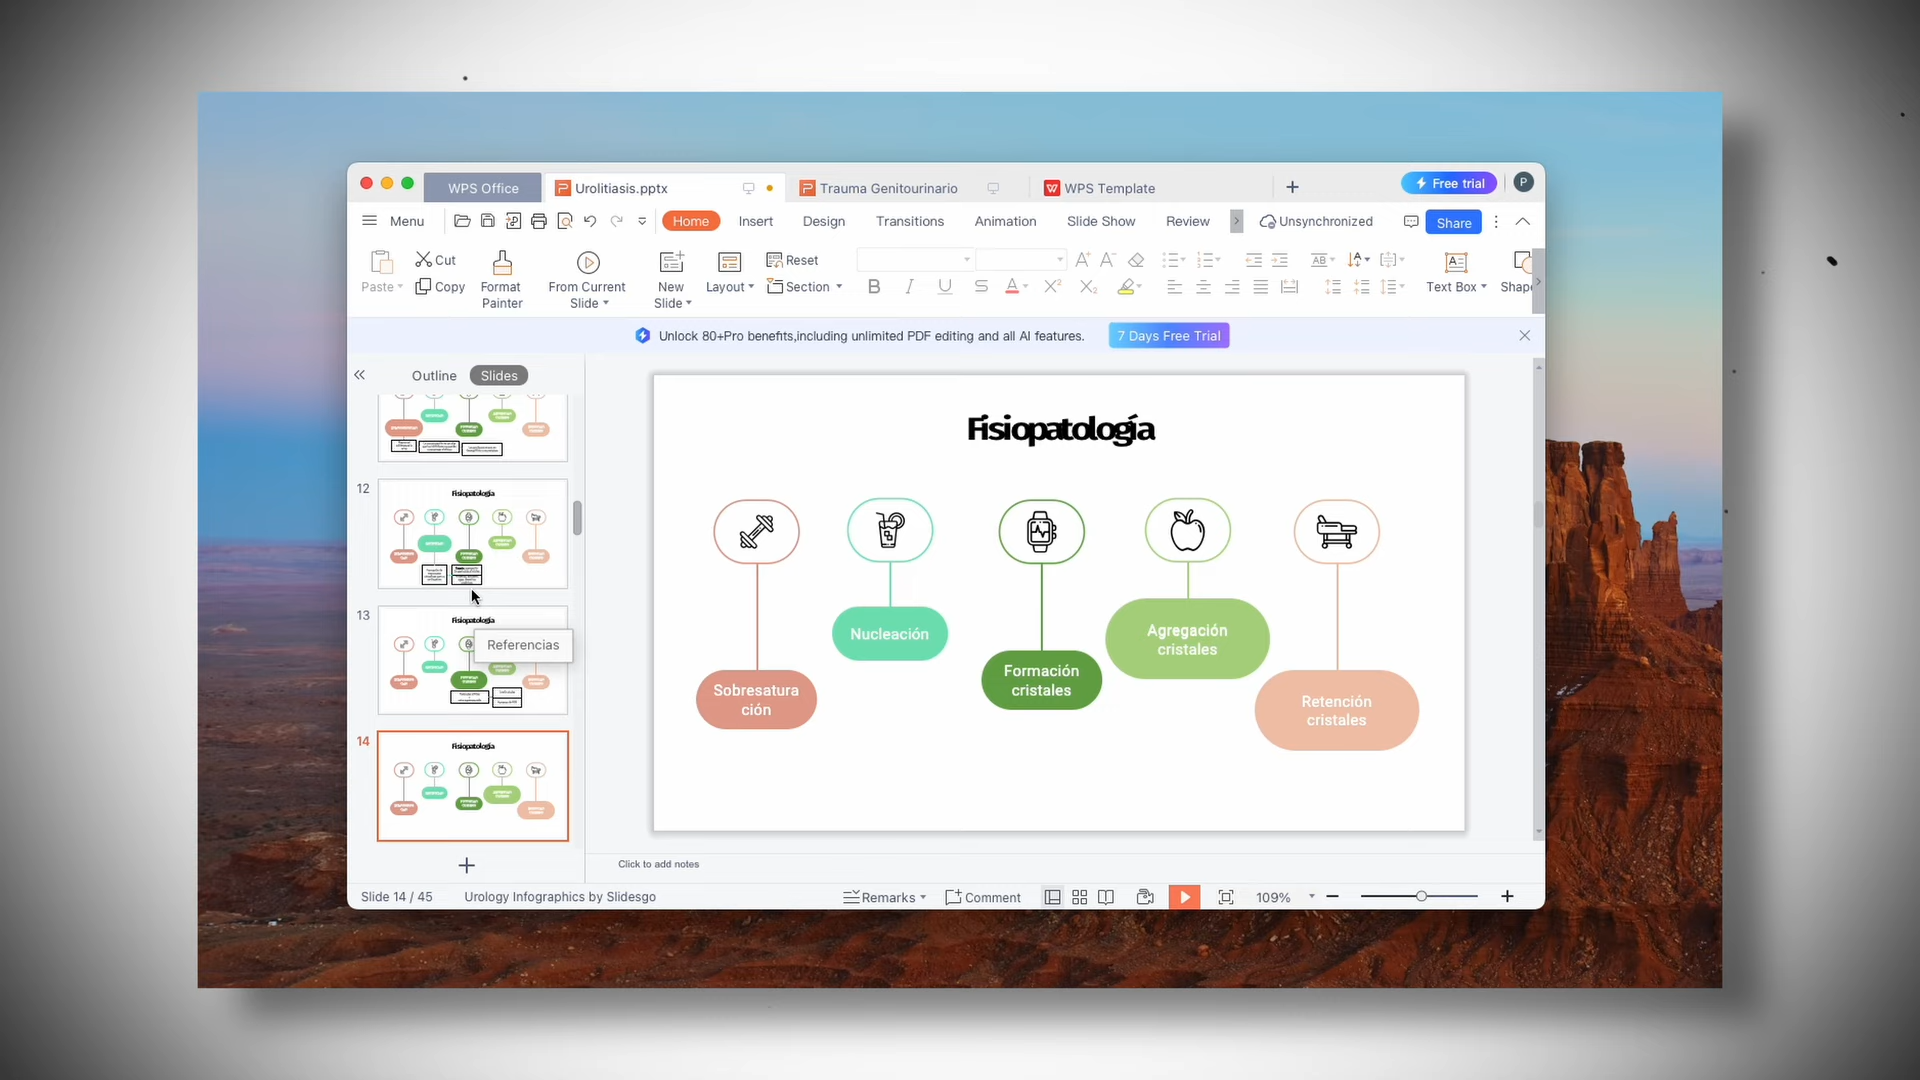 WPS Office
Urolitiasis.pptx
Trauma Genitourinario
WPS Template
Free trial
P
Menu
Home
Insert
Design
Transitions
Animation
Slide Show
Review
Unsynchronized
Share
Paste
Cut
Copy
Format
Painter
From Current
Slide
New
Slide
Layout
Reset
Section
B I U S A X² X₂
AB
Text Box
Shap
Unlock 80+Pro benefits,including unlimited PDF editing and all AI features.
7 Days Free Trial
Outline
Slides
12
Fisiopatología
13
Fisiopatología
Referencias
14
Fisiopatología
Fisiopatología
Nucleación
Agregación
cristales
Formación
cristales
Sobresatura
ción
Retención
cristales
Click to add notes
Slide 14 / 45
Urology Infographics by Slidesgo
Remarks
Comment
109%